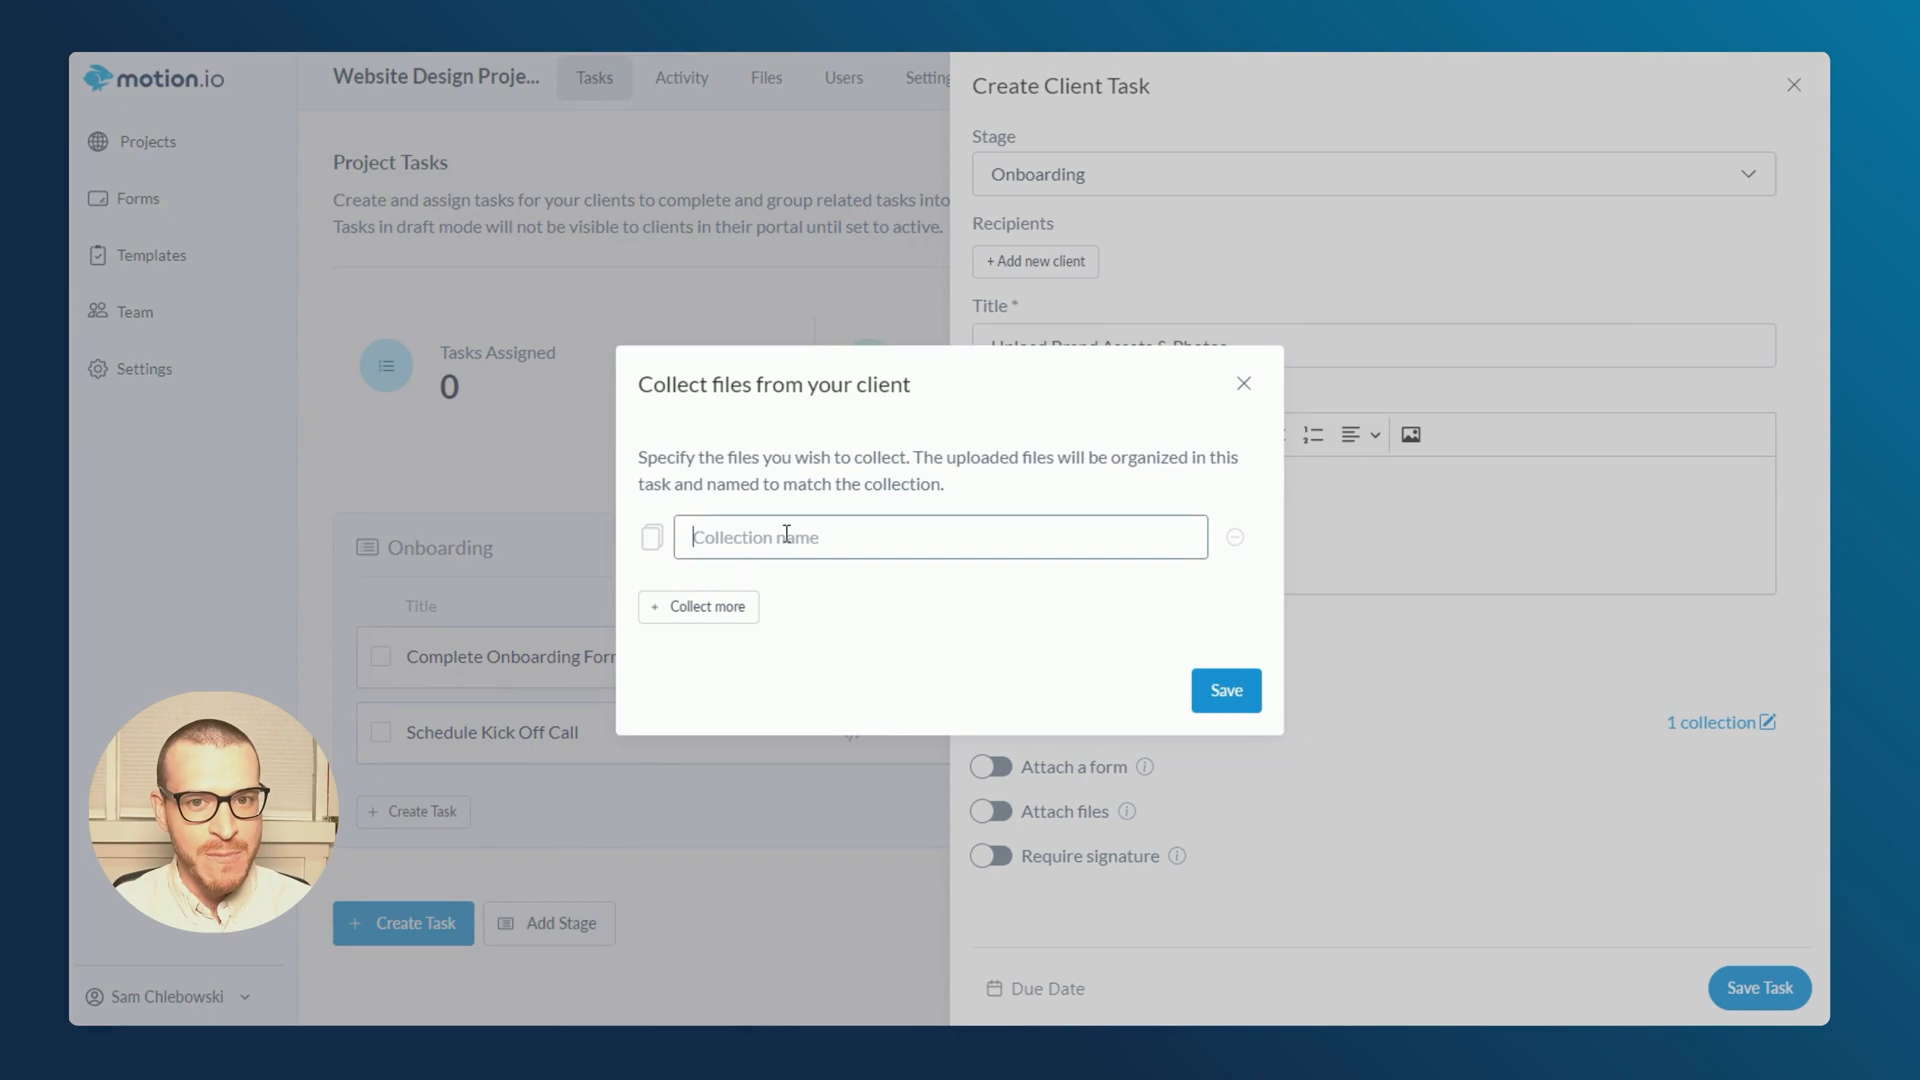 motion.io
Projects
Forms
Templates
Team
Settings
Sam Chlebowski
Website Design Proje...
Tasks
Activity
Files
Users
Project Tasks
Create and assign tasks for your clients to complete and group related tasks into
Tasks in draft mode will not be visible to clients in their portal until set to active.
Tasks Assigned
0
Onboarding
Title
Complete Onboarding
Schedule Kick Off Call
+ Create Task
+ Create Task
Add Stage
Create Client Task
Stage
Onboarding
Recipients
+ Add new client
Title *
Upload Brand Assets & Photos
1 collection
Attach a form
Attach files
Require signature
Due Date
Save Task
Collect files from your client
Specify the files you wish to collect. The uploaded files will be organized in this
task and named to match the collection.
Collection name
+ Collect more
Save